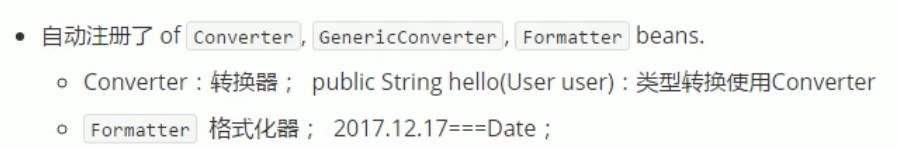 自动注册了 of Converter, GenericConverter, Formatter beans.
Converter：转换器； public String hello(User user)：类型转换使用Converter
Formatter 格式化器； 2017.12.17===Date；